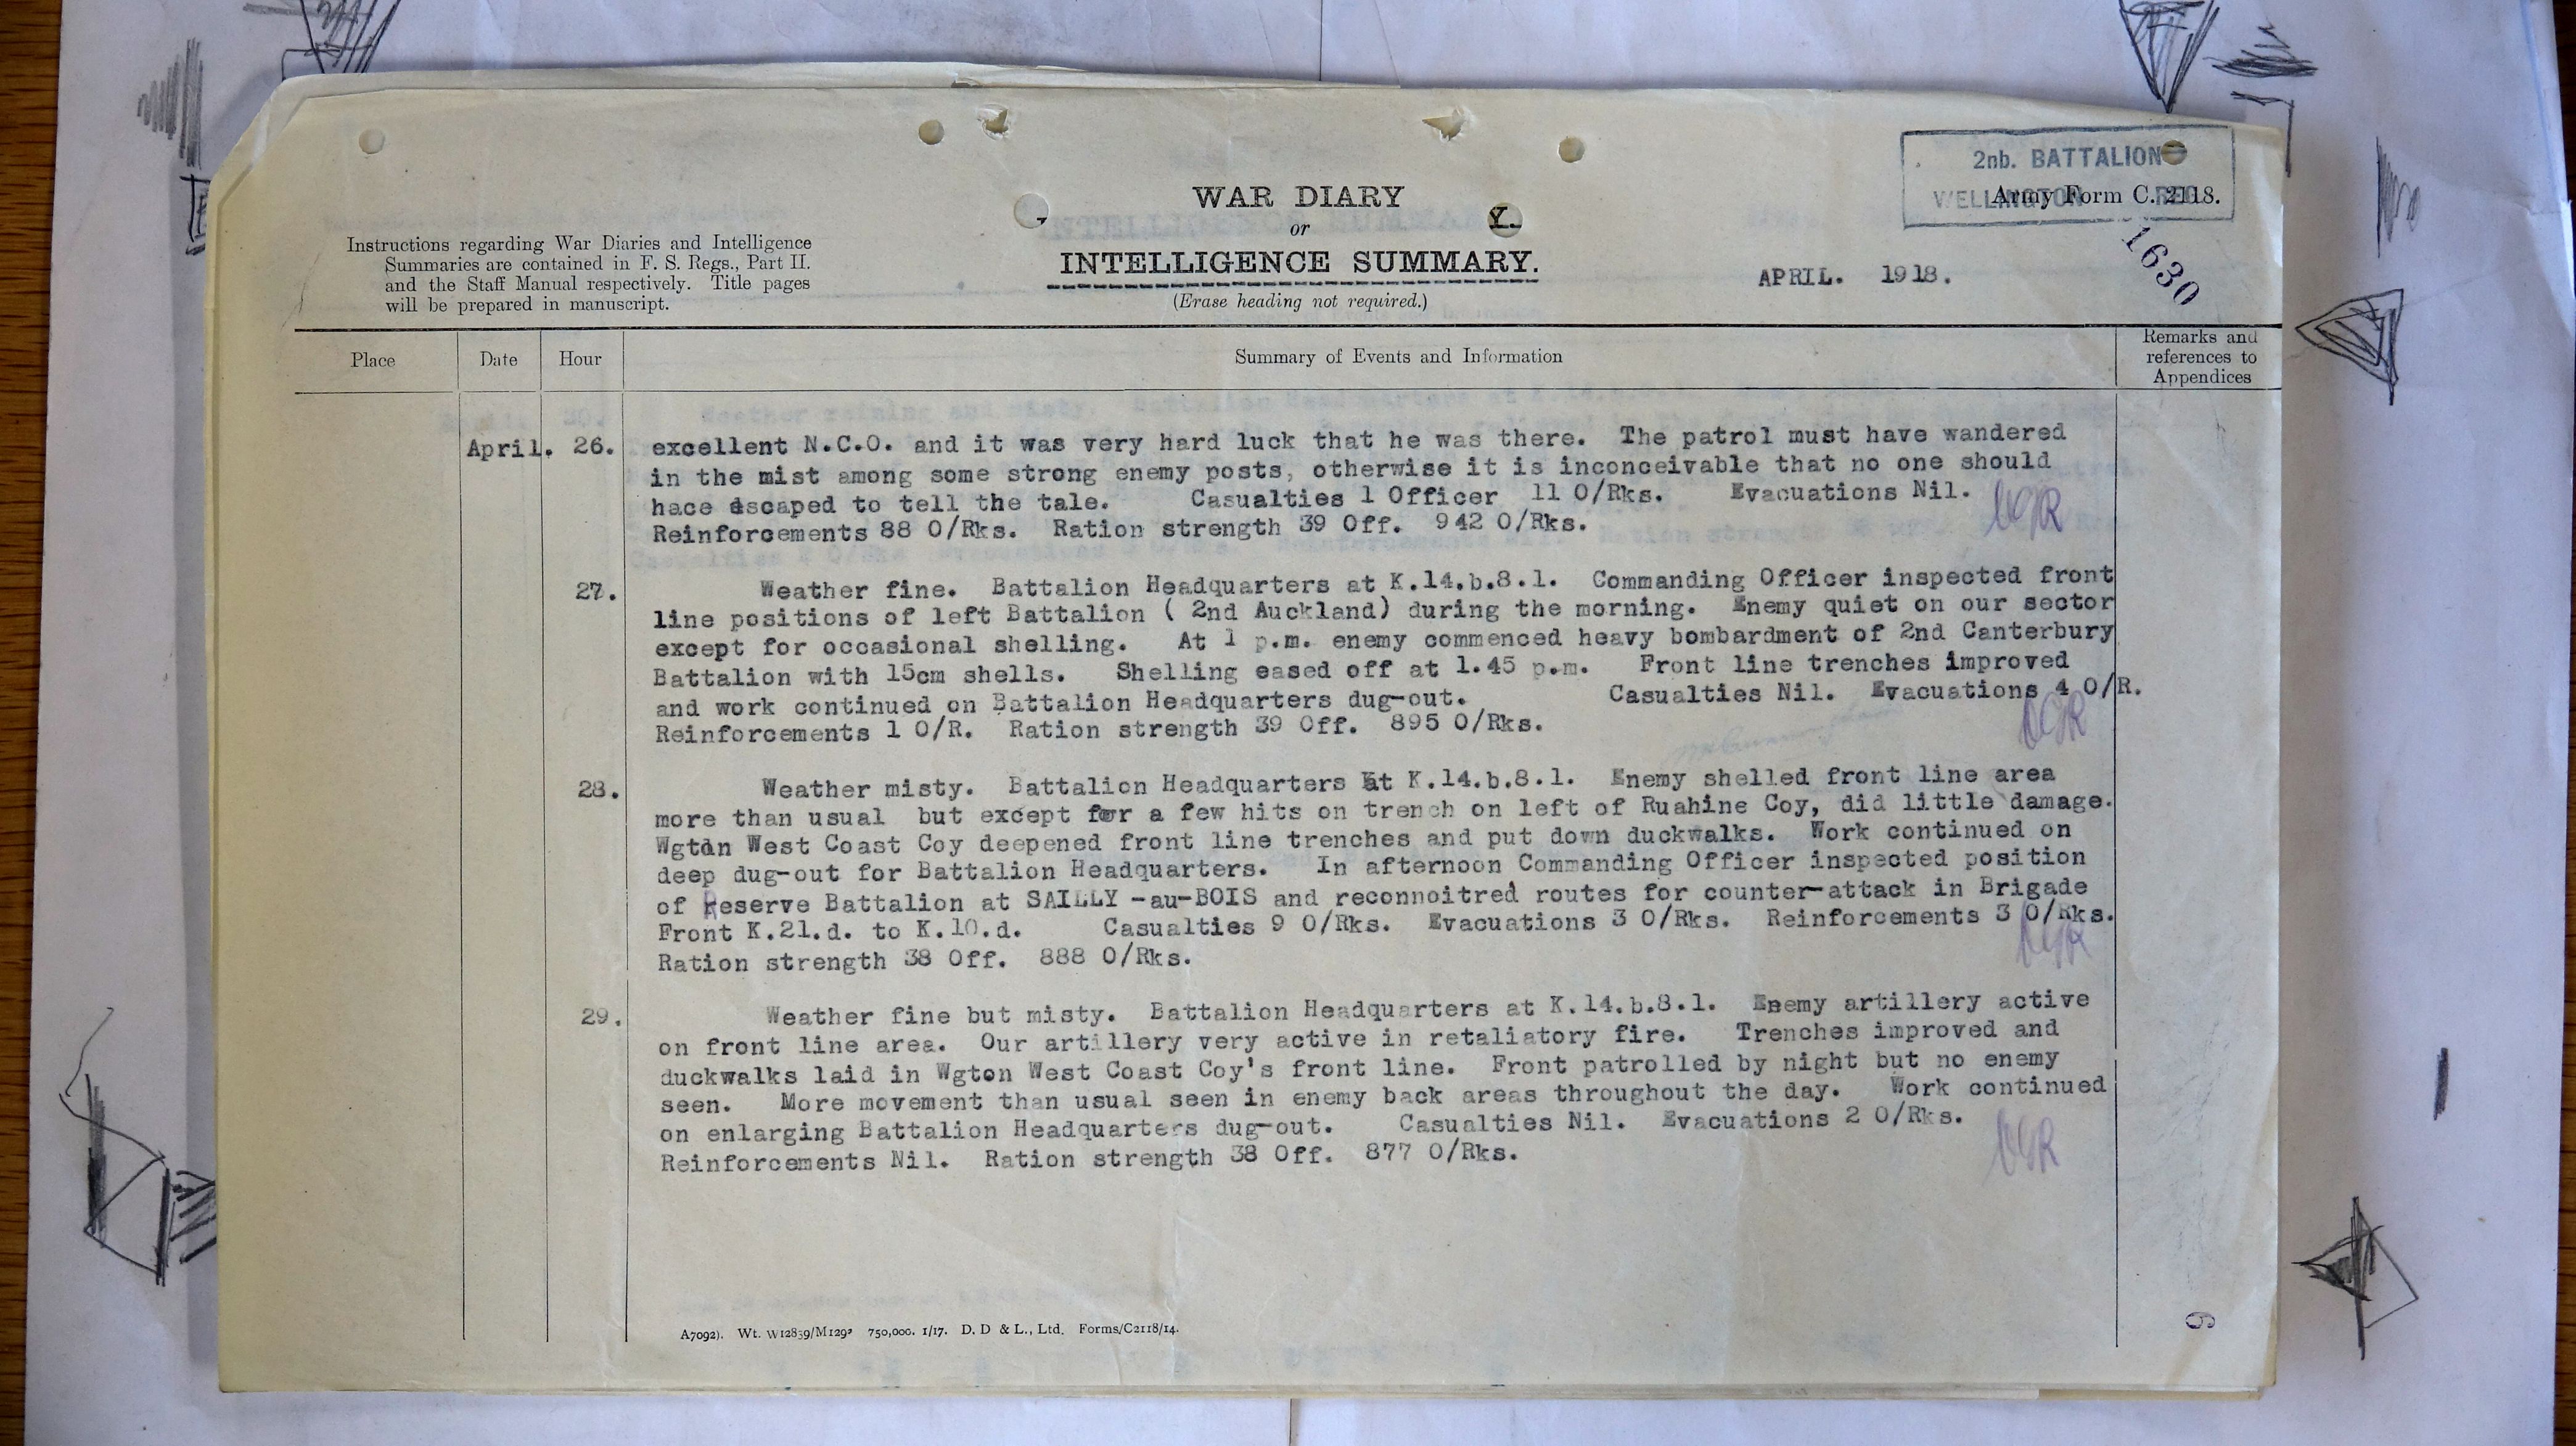 2nb. BATTALION
WELLINGTON REG
Army Form C. 2118.
WAR DIARY
or
INTELLIGENCE SUMMARY.
(Erase heading not required.)
Y.
Instructions regarding War Diaries and Intelligence
Summaries are contained in F. S. Regs., Part II.
and the Staff Manual respectively. Title pages
will be prepared in manuscript.
APRIL. 1918.
1630
Place
Date
Hour
Summary of Events and Information
Remarks and
references to
Appendices
April. 26. excellent N.C.O. and it was very hard luck that he was there. The patrol must have wandered
in the mist among some strong enemy posts, otherwise it is inconceivable that no one should
hace escaped to tell the tale. Casualties 1 Officer 11 O/Rks. Evacuations Nil.
Reinforcements 88 O/Rks. Ration strength 39 Off. 942 O/Rks.
27. Weather fine. Battalion Headquarters at K.14.b.8.1. Commanding Officer inspected front
line positions of left Battalion ( 2nd Auckland) during the morning. Enemy quiet on our sector
except for occasional shelling. At 1 p.m. enemy commenced heavy bombardment of 2nd Canterbury
Battalion with 15cm shells. Shelling eased off at 1.45 p.m. Front line trenches improved
and work continued on Battalion Headquarters dug-out. Casualties Nil. Evacuations 4 O/R.
Reinforcements 1 O/R. Ration strength 39 Off. 895 O/Rks.
28. Weather misty. Battalion Headquarters at K.14.b.8.1. Enemy shelled front line area
more than usual but except for a few hits on trench on left of Ruahine Coy, did little damage.
Wgton West Coast Coy deepened front line trenches and put down duckwalks. Work continued on
deep dug-out for Battalion Headquarters. In afternoon Commanding Officer inspected position
of Reserve Battalion at SAILLY -au-BOIS and reconnoitred routes for counter-attack in Brigade
Front K.21.d. to K.10.d. Casualties 9 O/Rks. Evacuations 3 O/Rks. Reinforcements 3 O/Rks.
Ration strength 38 Off. 888 O/Rks.
29. Weather fine but misty. Battalion Headquarters at K.14.b.8.1. Enemy artillery active
on front line area. Our artillery very active in retaliatory fire. Trenches improved and
duckwalks laid in Wgton West Coast Coy's front line. Front patrolled by night but no enemy
seen. More movement than usual seen in enemy back areas throughout the day. Work continued
on enlarging Battalion Headquarters dug-out. Casualties Nil. Evacuations 2 O/Rks.
Reinforcements Nil. Ration strength 38 Off. 877 O/Rks.
A7092). Wt. W12839/M1293 750,000. 1/17. D. D & L., Ltd. Forms/C2118/14.
6